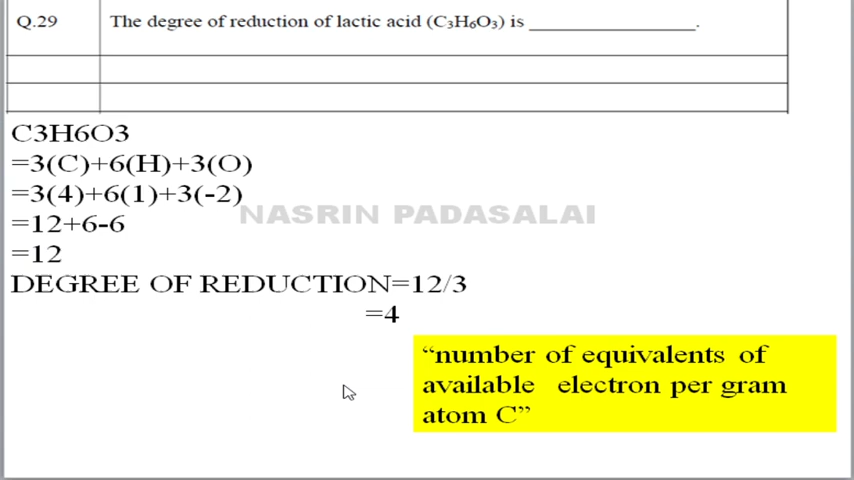 Q.29 The degree of reduction of lactic acid (C₃H₆O₃) is ____________________.
C3H6O3
=3(C)+6(H)+3(O)
=3(4)+6(1)+3(-2)
NASRIN PADASALAI
=12+6-6
=12
DEGREE OF REDUCTION=12/3
=4
“number of equivalents of
available electron per gram
atom C”